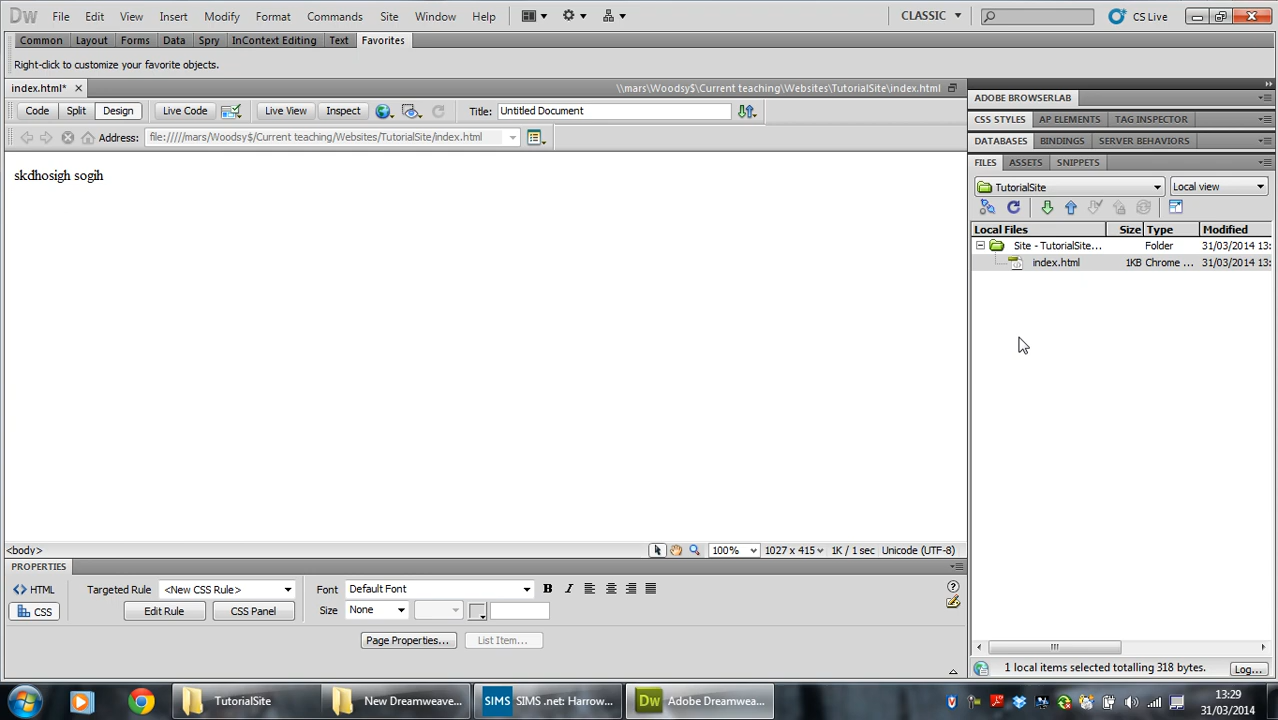 Dw File Edit View Insert Modify Format Commands Site Window Help CLASSIC CS Live
Common Layout Forms Data Spry InContext Editing Text Favorites
Right-click to customize your favorite objects.
index.html* \\mars\Woodsy$\Current teaching\Websites\TutorialSite\index.html
Code Split Design Live Code Live View Inspect Title: Untitled Document
Address: file://///mars/Woodsy$/Current teaching/Websites/TutorialSite/index.html
skdhosigh sogih
<body> 100% 1027 x 415 1K / 1 sec Unicode (UTF-8)
PROPERTIES
<> HTML Targeted Rule <New CSS Rule> Font Default Font B I
CSS Edit Rule CSS Panel Size None
Page Properties... List Item...
ADOBE BROWSERLAB
CSS STYLES AP ELEMENTS TAG INSPECTOR
DATABASES BINDINGS SERVER BEHAVIORS
FILES ASSETS SNIPPETS
TutorialSite Local view
Local Files Size Type Modified
Site - TutorialSite... Folder 31/03/2014 13:
index.html 1KB Chrome ... 31/03/2014 13:
1 local items selected totalling 318 bytes. Log...
TutorialSite New Dreamweave... SIMS SIMS .net: Harrow... Dw Adobe Dreamwea... 13:29
31/03/2014